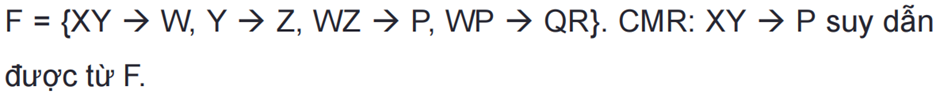 F = {XY → W, Y → Z, WZ → P, WP → QR}. CMR: XY → P suy dẫn
được từ F.